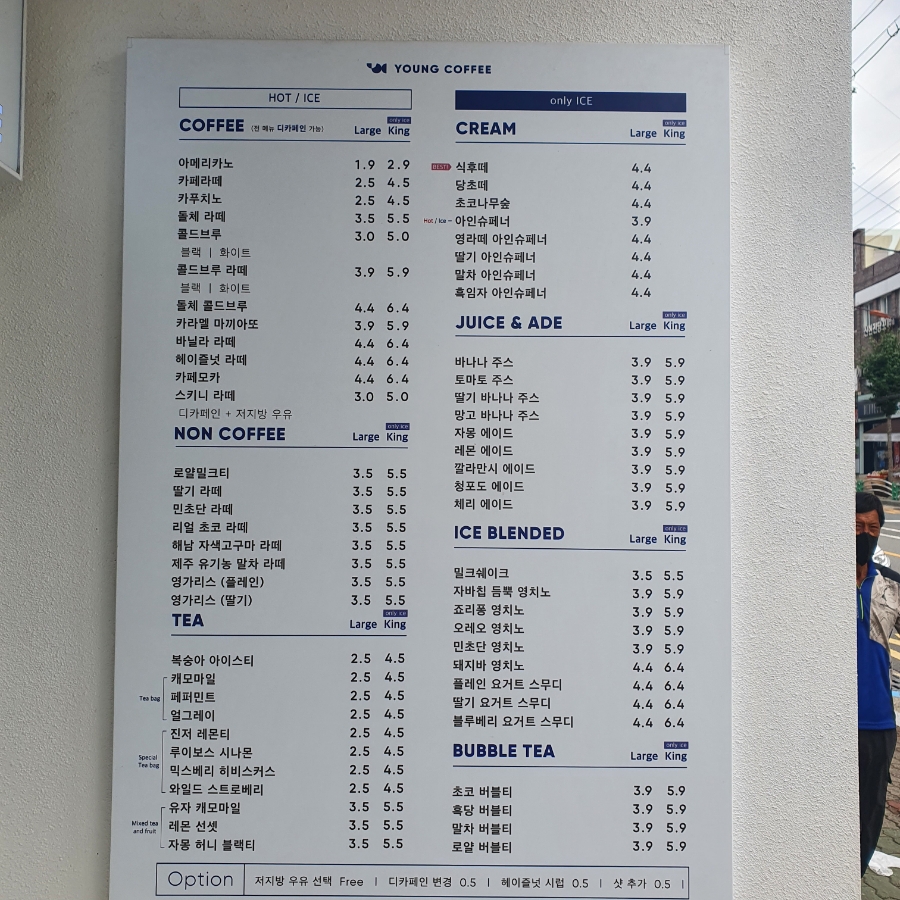 YOUNG COFFEE
HOT / ICE
COFFEE (전 메뉴 디카페인 가능) Large only ice King
아메리카노 1.9 2.9
카페라떼 2.5 4.5
카푸치노 2.5 4.5
돌체 라떼 3.5 5.5
콜드브루 3.0 5.0
블랙 | 화이트
콜드브루 라떼 3.9 5.9
블랙 | 화이트
돌체 콜드브루 4.4 6.4
카라멜 마끼아또 3.9 5.9
바닐라 라떼 4.4 6.4
헤이즐넛 라떼 4.4 6.4
카페모카 4.4 6.4
스키니 라떼 3.0 5.0
디카페인 + 저지방 우유
NON COFFEE Large only ice King
로얄밀크티 3.5 5.5
딸기 라떼 3.5 5.5
민초단 라떼 3.5 5.5
리얼 초코 라떼 3.5 5.5
해남 자색고구마 라떼 3.5 5.5
제주 유기농 말차 라떼 3.5 5.5
영가리스 (플레인) 3.5 5.5
영가리스 (딸기) 3.5 5.5
TEA Large only ice King
복숭아 아이스티 2.5 4.5
캐모마일 2.5 4.5
Tea bag 페퍼민트 2.5 4.5
얼그레이 2.5 4.5
진저 레몬티 2.5 4.5
Special Tea bag 루이보스 시나몬 2.5 4.5
믹스베리 히비스커스 2.5 4.5
와일드 스트로베리 2.5 4.5
유자 캐모마일 3.5 5.5
Mixed tea and fruit 레몬 선셋 3.5 5.5
자몽 허니 블랙티 3.5 5.5
only ICE
CREAM Large only ice King
BEST! 식후떼 4.4
당초떼 4.4
초코나무숲 4.4
Hot / Ice 아인슈페너 3.9
영라떼 아인슈페너 4.4
딸기 아인슈페너 4.4
말차 아인슈페너 4.4
흑임자 아인슈페너 4.4
JUICE & ADE Large only ice King
바나나 주스 3.9 5.9
토마토 주스 3.9 5.9
딸기 바나나 주스 3.9 5.9
망고 바나나 주스 3.9 5.9
자몽 에이드 3.9 5.9
레몬 에이드 3.9 5.9
깔라만시 에이드 3.9 5.9
청포도 에이드 3.9 5.9
체리 에이드 3.9 5.9
ICE BLENDED Large only ice King
밀크쉐이크 3.5 5.5
자바칩 듬뿍 영치노 3.9 5.9
죠리퐁 영치노 3.9 5.9
오레오 영치노 3.9 5.9
민초단 영치노 3.9 5.9
돼지바 영치노 4.4 6.4
플레인 요거트 스무디 4.4 6.4
딸기 요거트 스무디 4.4 6.4
블루베리 요거트 스무디 4.4 6.4
BUBBLE TEA Large only ice King
초코 버블티 3.9 5.9
흑당 버블티 3.9 5.9
말차 버블티 3.9 5.9
로얄 버블티 3.9 5.9
Option 저지방 우유 선택 Free | 디카페인 변경 0.5 | 헤이즐넛 시럽 0.5 | 샷 추가 0.5 |